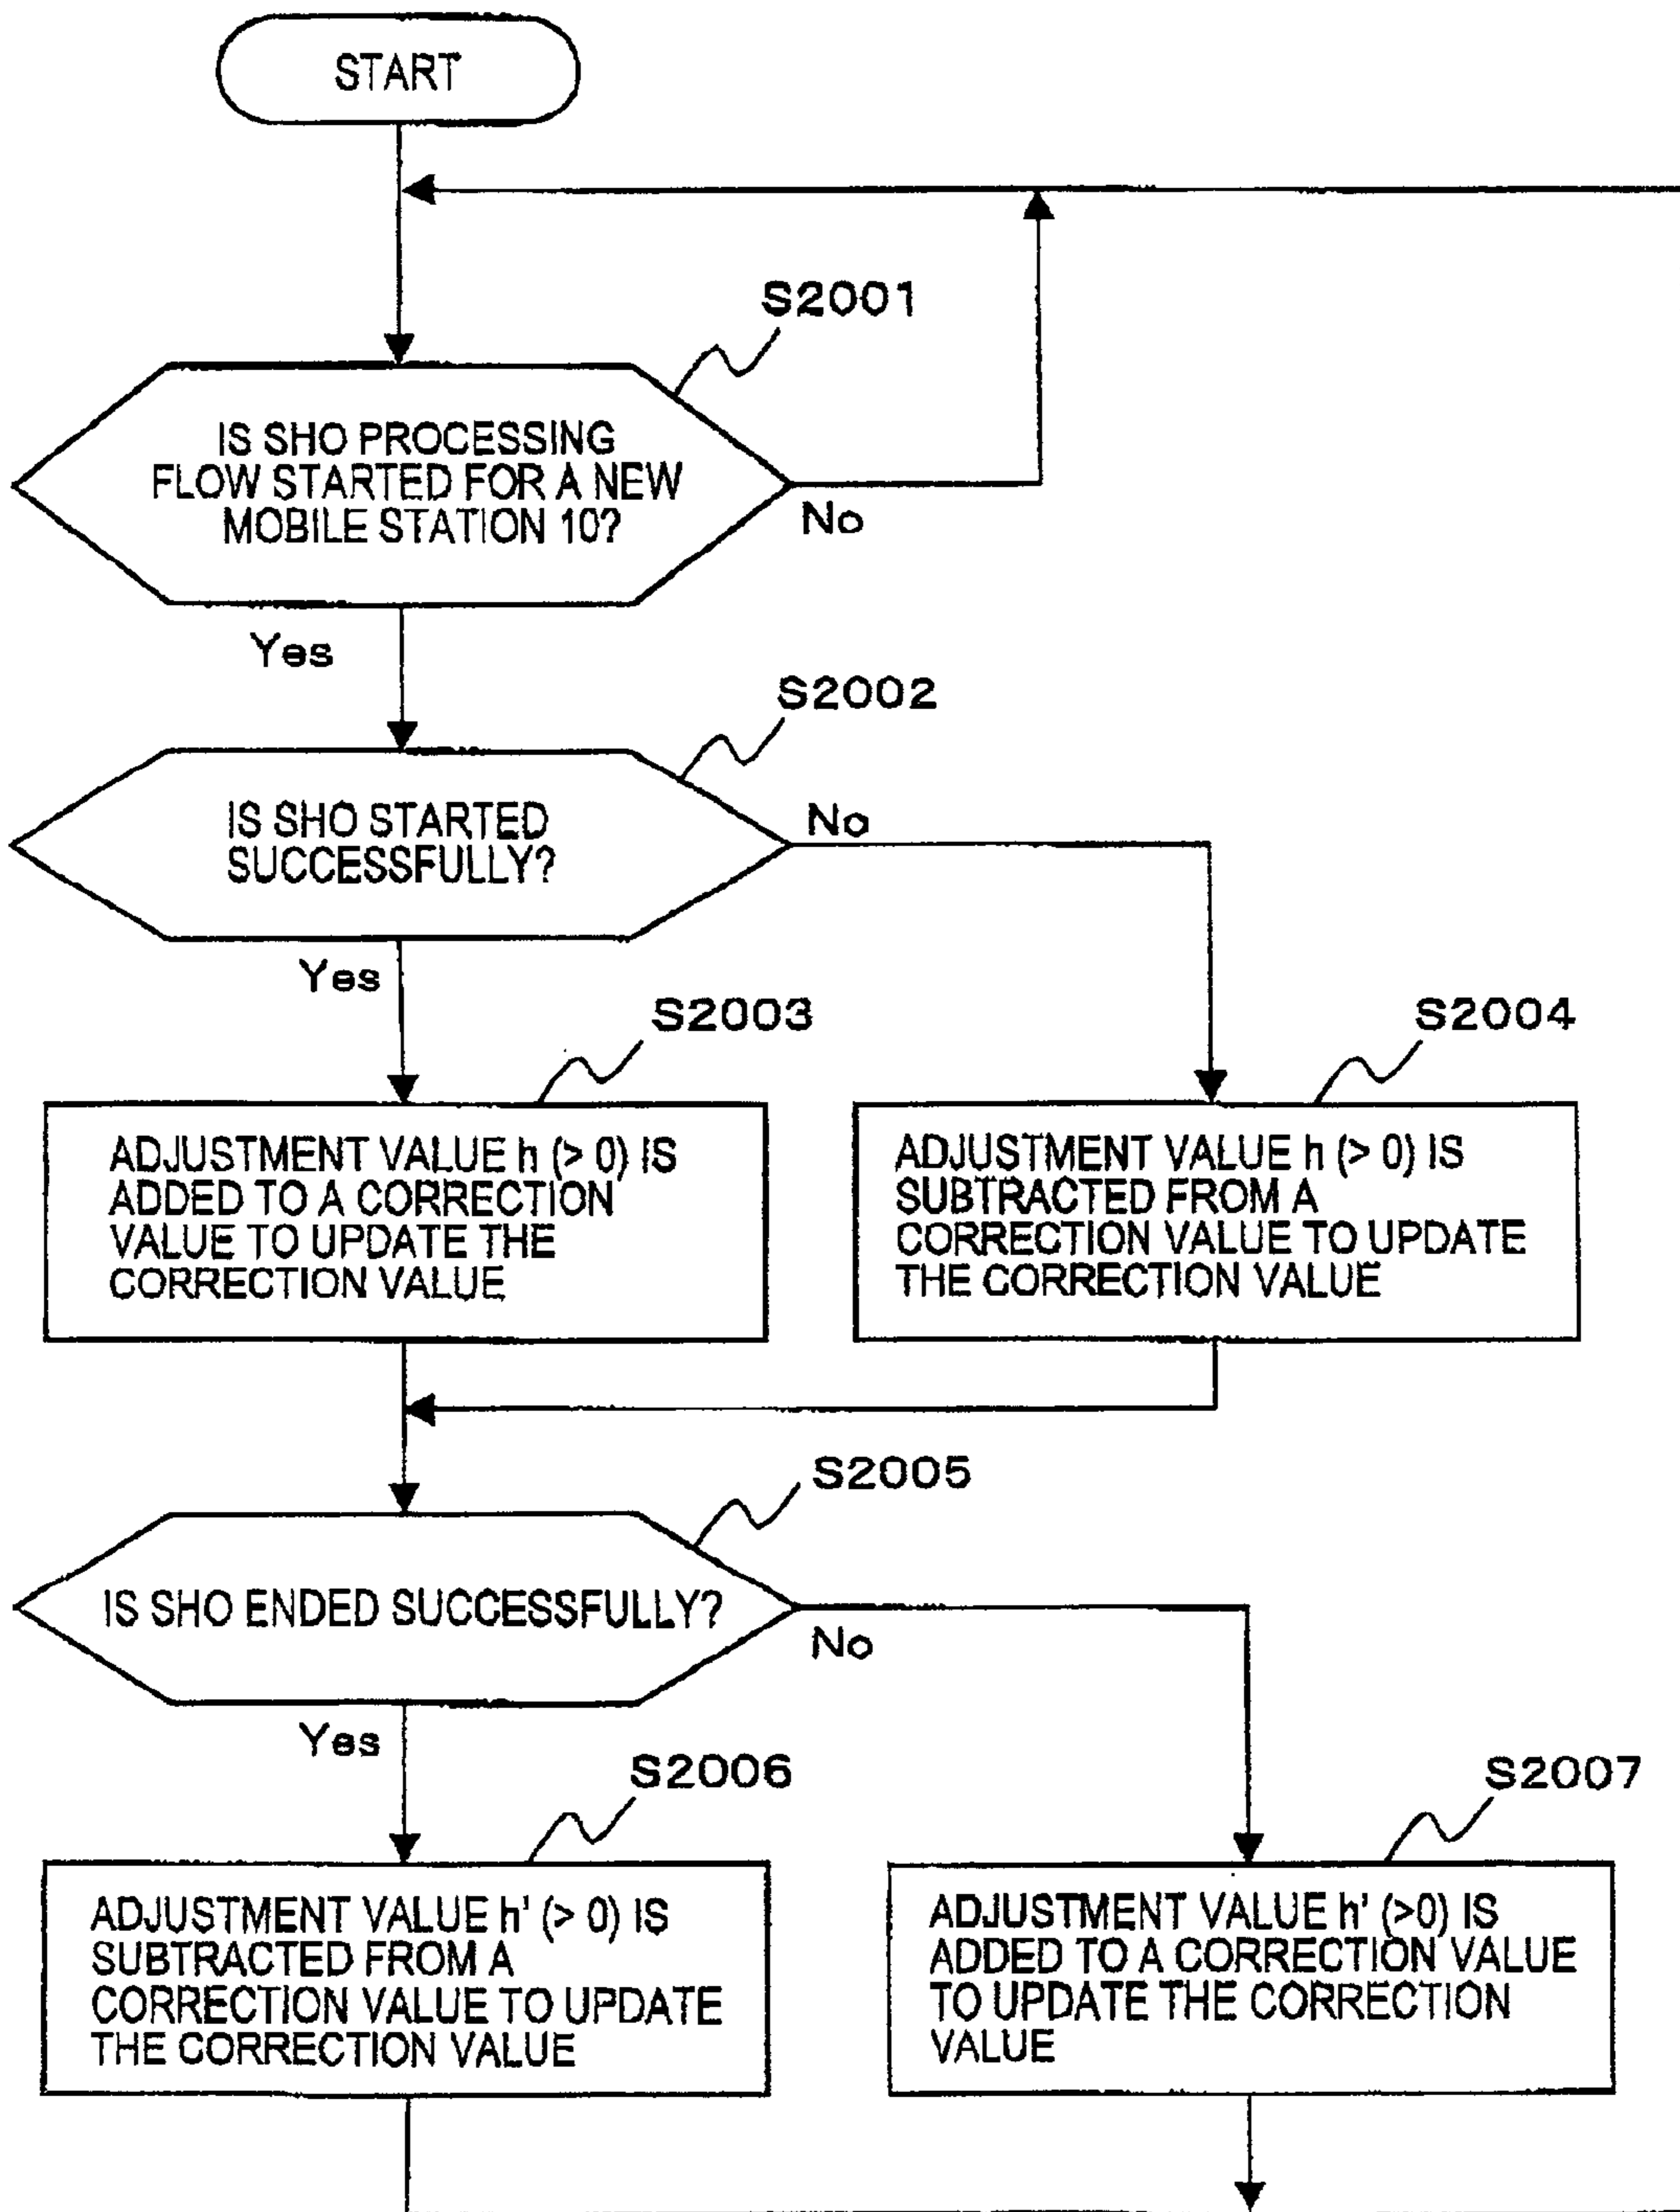 START
S2001
IS SHO PROCESSING
FLOW STARTED FOR A NEW
MOBILE STATION 10?
No
Yes
S2002
IS SHO STARTED
SUCCESSFULLY?
No
Yes
S2003
S2004
ADJUSTMENT VALUE h (> 0) IS
ADDED TO A CORRECTION
VALUE TO UPDATE THE
CORRECTION VALUE
ADJUSTMENT VALUE h (> 0) IS
SUBTRACTED FROM A
CORRECTION VALUE TO UPDATE
THE CORRECTION VALUE
S2005
IS SHO ENDED SUCCESSFULLY?
No
Yes
S2006
S2007
ADJUSTMENT VALUE h' (> 0) IS
SUBTRACTED FROM A
CORRECTION VALUE TO UPDATE
THE CORRECTION VALUE
ADJUSTMENT VALUE h' (>0) IS
ADDED TO A CORRECTION VALUE
TO UPDATE THE CORRECTION
VALUE